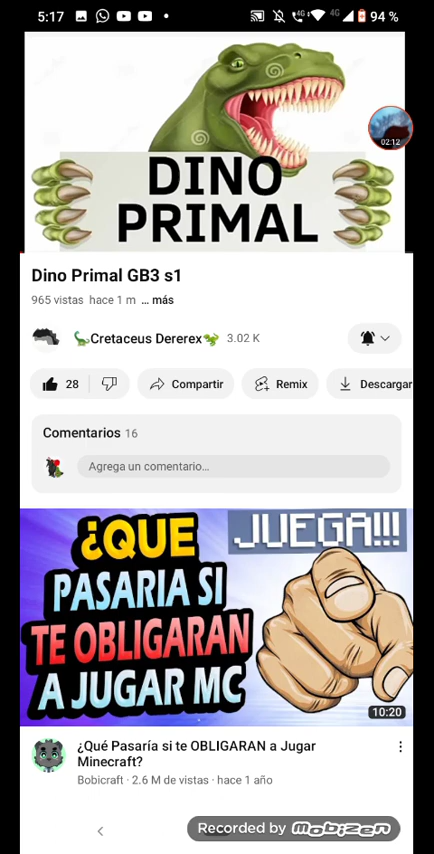 5:17
4G
4G
94 %
02:12
DINO
PRIMAL
Dino Primal GB3 s1
965 vistas hace 1 m ... más
🦕Cretaceus Dererex🦖 3.02 K
28
Compartir
Remix
Descargar
Comentarios 16
Agrega un comentario...
¿QUE
PASARIA SI
TE OBLIGARAN
A JUGAR MC
JUEGA!!!
10:20
¿Qué Pasaría si te OBLIGARAN a Jugar
Minecraft?
Bobicraft · 2.6 M de vistas · hace 1 año
Recorded by MOBIZEN